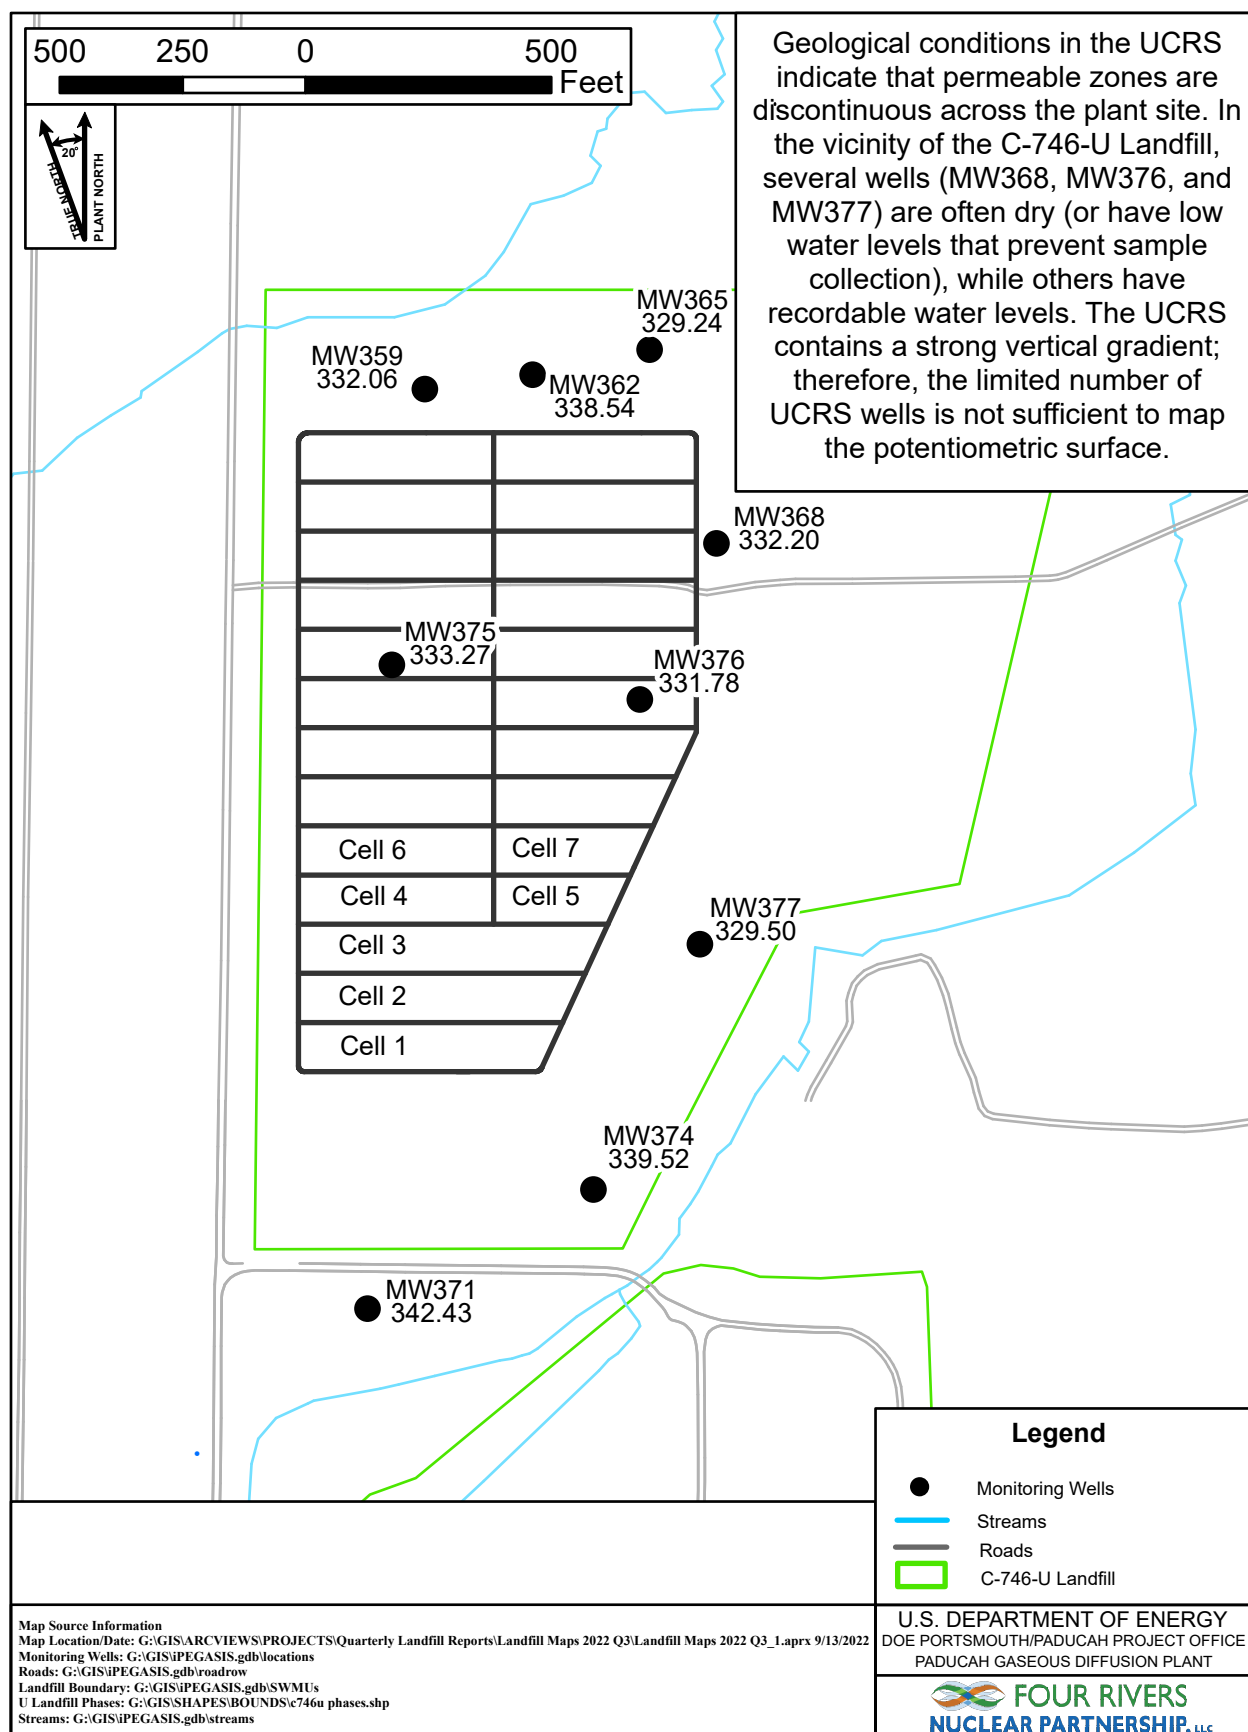 500 250 0 500
Feet
20°
TRUE NORTH
PLANT NORTH
Geological conditions in the UCRS
indicate that permeable zones are
discontinuous across the plant site. In
the vicinity of the C-746-U Landfill,
several wells (MW368, MW376, and
MW377) are often dry (or have low
water levels that prevent sample
collection), while others have
recordable water levels. The UCRS
contains a strong vertical gradient;
therefore, the limited number of
UCRS wells is not sufficient to map
the potentiometric surface.
MW365
329.24
MW359
332.06
MW362
338.54
MW368
332.20
MW375
333.27
MW376
331.78
Cell 6
Cell 7
Cell 4
Cell 5
MW377
329.50
Cell 3
Cell 2
Cell 1
MW374
339.52
MW371
342.43
Legend
Monitoring Wells
Streams
Roads
C-746-U Landfill
Map Source Information
Map Location/Date: G:\GIS\ARCVIEWS\PROJECTS\Quarterly Landfill Reports\Landfill Maps 2022 Q3\Landfill Maps 2022 Q3_1.aprx 9/13/2022
Monitoring Wells: G:\GIS\iPEGASIS.gdb\locations
Roads: G:\GIS\iPEGASIS.gdb\roadrow
Landfill Boundary: G:\GIS\iPEGASIS.gdb\SWMUs
U Landfill Phases: G:\GIS\SHAPES\BOUNDS\c746u phases.shp
Streams: G:\GIS\iPEGASIS.gdb\streams
U.S. DEPARTMENT OF ENERGY
DOE PORTSMOUTH/PADUCAH PROJECT OFFICE
PADUCAH GASEOUS DIFFUSION PLANT
FOUR RIVERS
NUCLEAR PARTNERSHIP, LLC